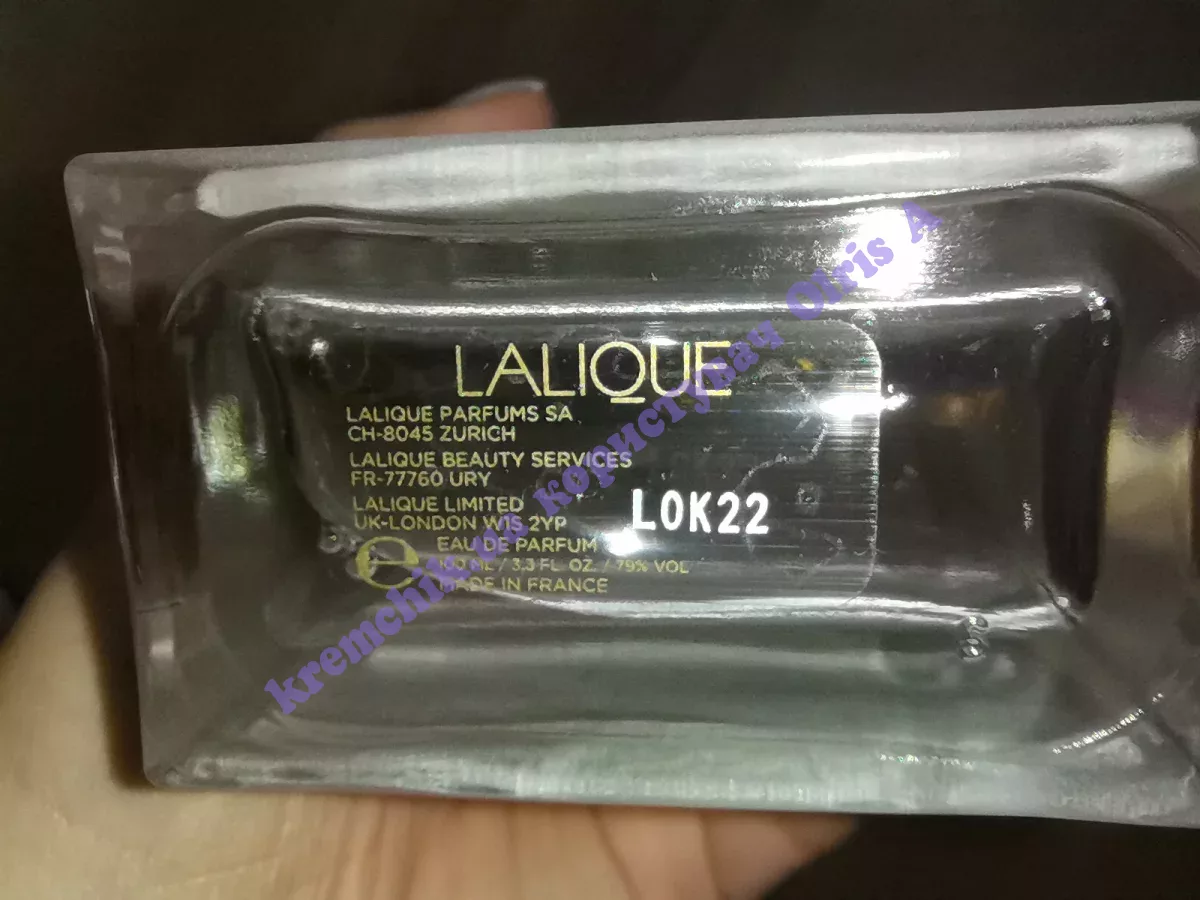 LALIQUE
LALIQUE PARFUMS SA
CH-8045 ZURICH
LALIQUE BEAUTY SERVICES
FR-77760 URY
LALIQUE LIMITED
UK-LONDON W1S 2YP
L0K22
EAU DE PARFUM
100 ML / 3.3 FL. OZ. / 79% VOL
MADE IN FRANCE
kremchik.ua користувач Olris A